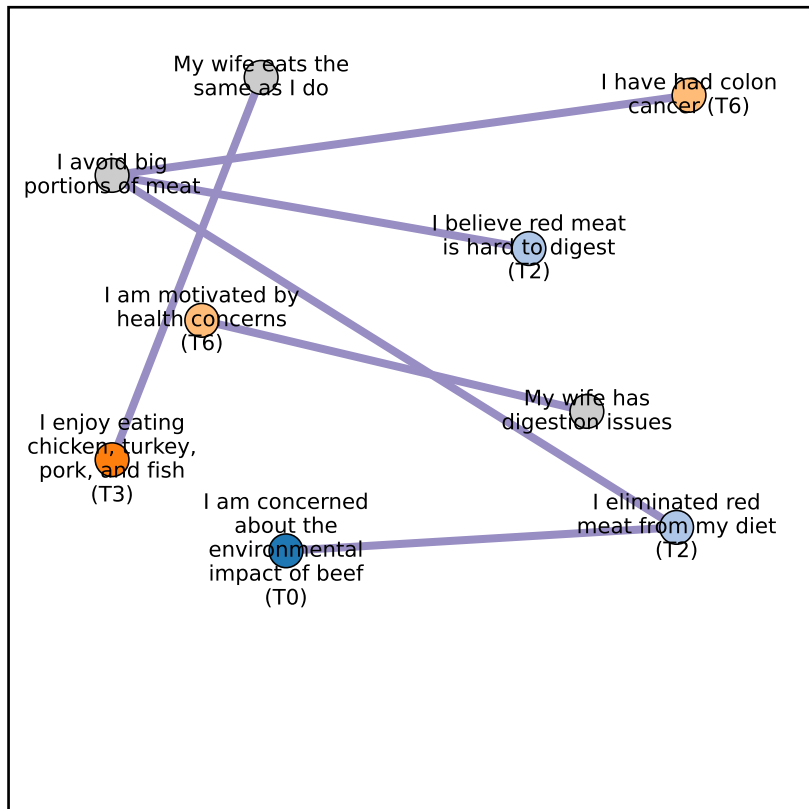 My wife eats the
same as I do
I have had colon
cancer (T6)
I avoid big
portions of meat
I believe red meat
is hard to digest
(T2)
I am motivated by
health concerns
(T6)
My wife has
digestion issues
I enjoy eating
chicken, turkey,
pork, and fish
(T3)
I am concerned
about the
environmental
impact of beef
(T0)
I eliminated red
meat from my diet
(T2)